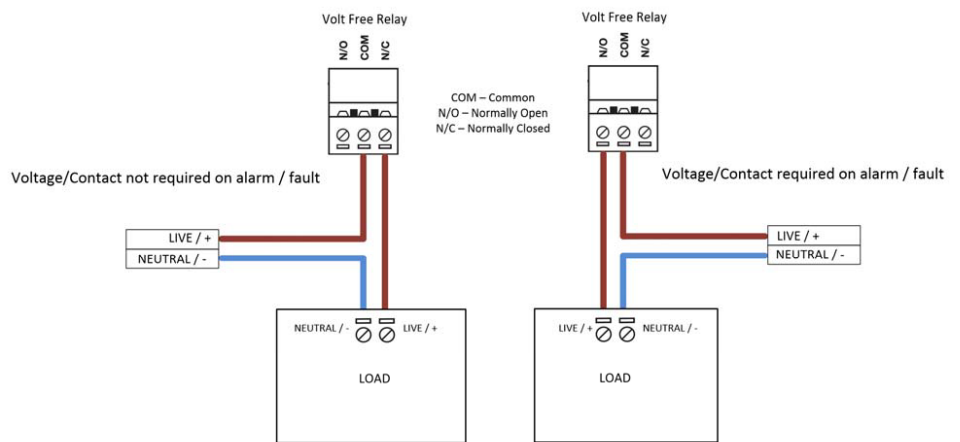 Volt Free Relay
N/O
COM
N/C
Voltage/Contact not required on alarm / fault
LIVE / +
NEUTRAL / -
NEUTRAL / -
LIVE / +
LOAD
COM – Common
N/O – Normally Open
N/C – Normally Closed
Volt Free Relay
N/O
COM
N/C
Voltage/Contact required on alarm / fault
LIVE / +
NEUTRAL / -
LIVE / +
NEUTRAL / -
LOAD